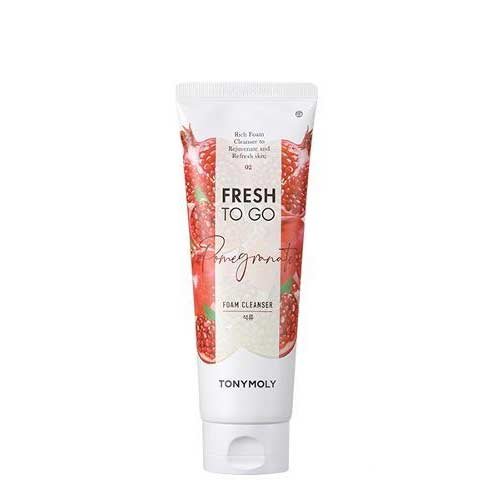 Rich Foam
Cleanser to
Rejuvenate and
Refresh skin;
02
FRESH
TO GO
Pomegranate
FOAM CLEANSER
석류
TONYMOLY